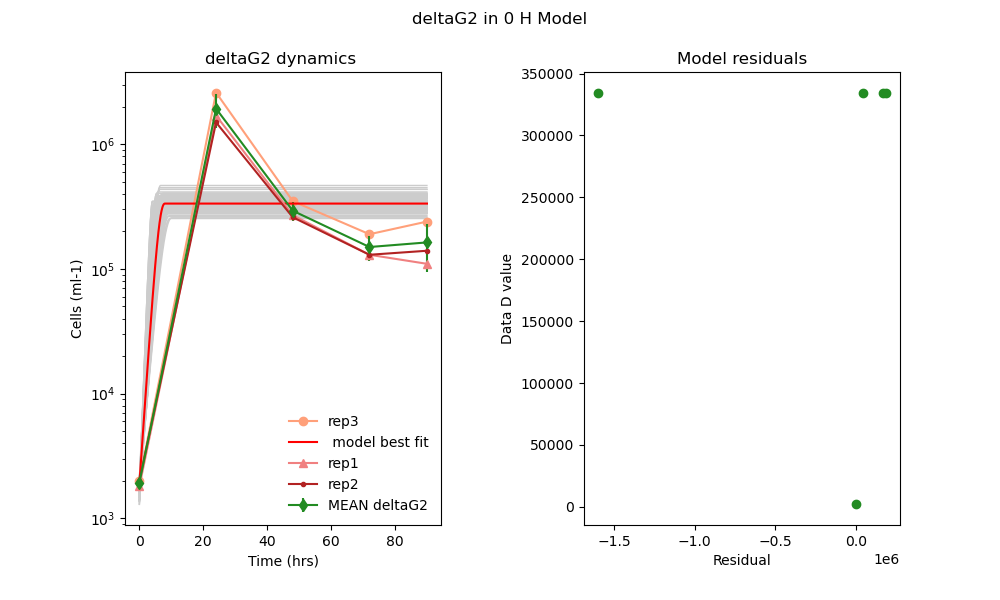 deltaG2 in 0 H Model
deltaG2 dynamics
Cells (ml-1)
10^6
10^5
10^4
10^3
0 20 40 60 80
Time (hrs)
rep3
model best fit
rep1
rep2
MEAN deltaG2
Model residuals
Data D value
350000
300000
250000
200000
150000
100000
50000
0
−1.5 −1.0 −0.5 0.0
1e6
Residual